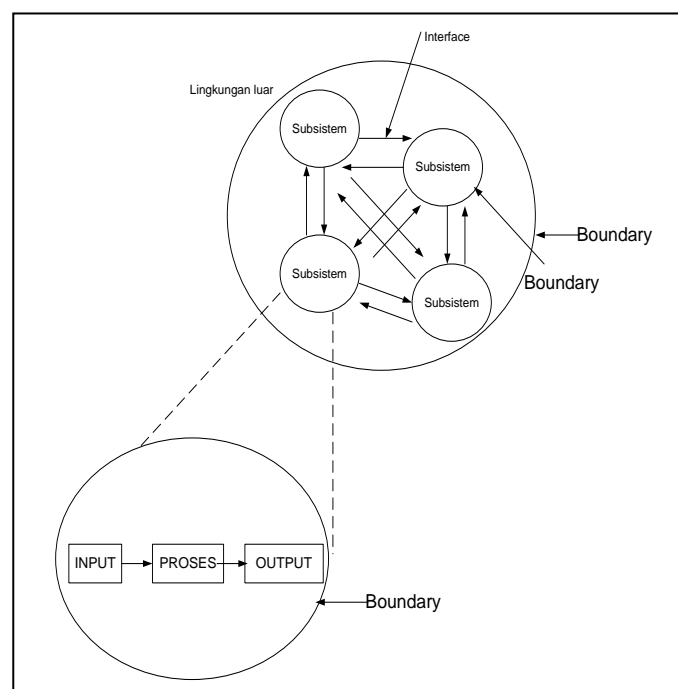 Interface
Lingkungan luar
Subsistem
Subsistem
Boundary
Boundary
Subsistem
Subsistem
INPUT
PROSES
OUTPUT
Boundary